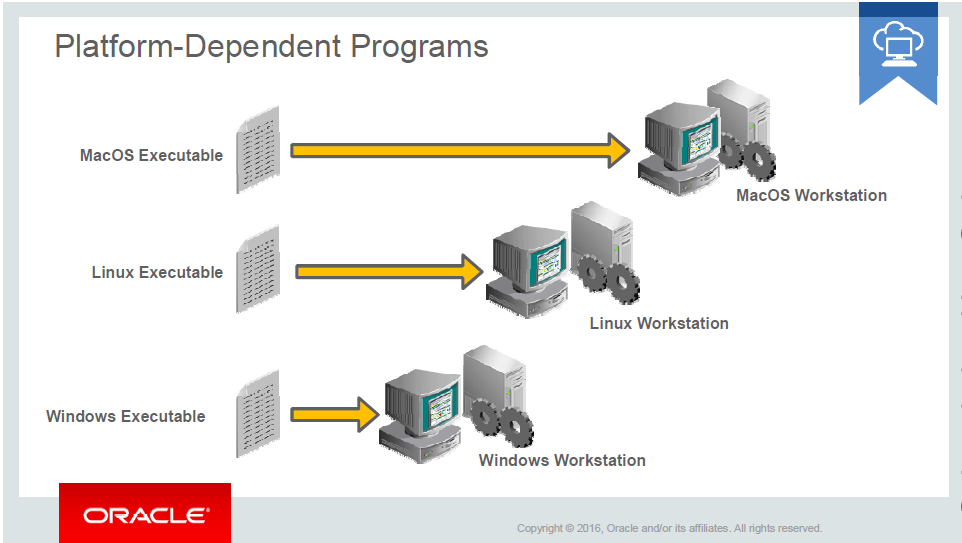 Platform-Dependent Programs
MacOS Executable
MacOS Workstation
Linux Executable
Linux Workstation
Windows Executable
Windows Workstation
ORACLE®
Copyright © 2016, Oracle and/or its affiliates. All rights reserved.